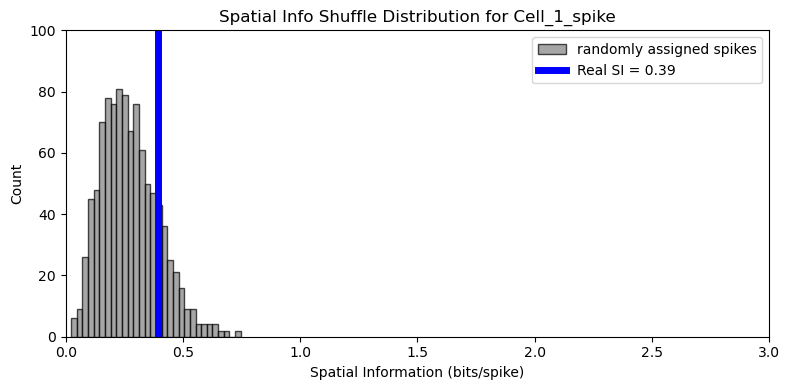 Spatial Info Shuffle Distribution for Cell_1_spike
100
80
60
40
20
0
Count
randomly assigned spikes
Real SI = 0.39
0.0 0.5 1.0 1.5 2.0 2.5 3.0
Spatial Information (bits/spike)